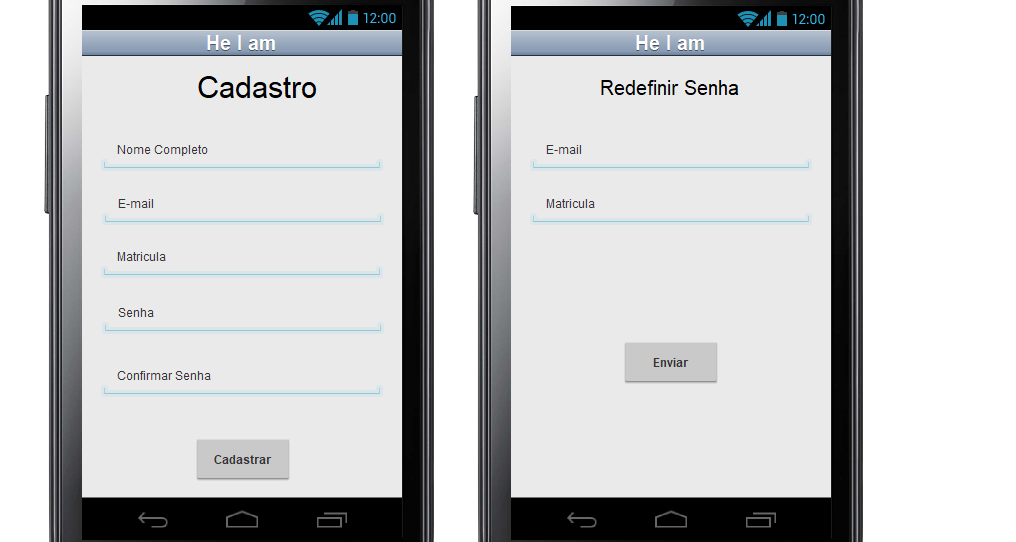 12:00
He I am
Cadastro
Nome Completo
E-mail
Matricula
Senha
Confirmar Senha
Cadastrar
12:00
He I am
Redefinir Senha
E-mail
Matricula
Enviar